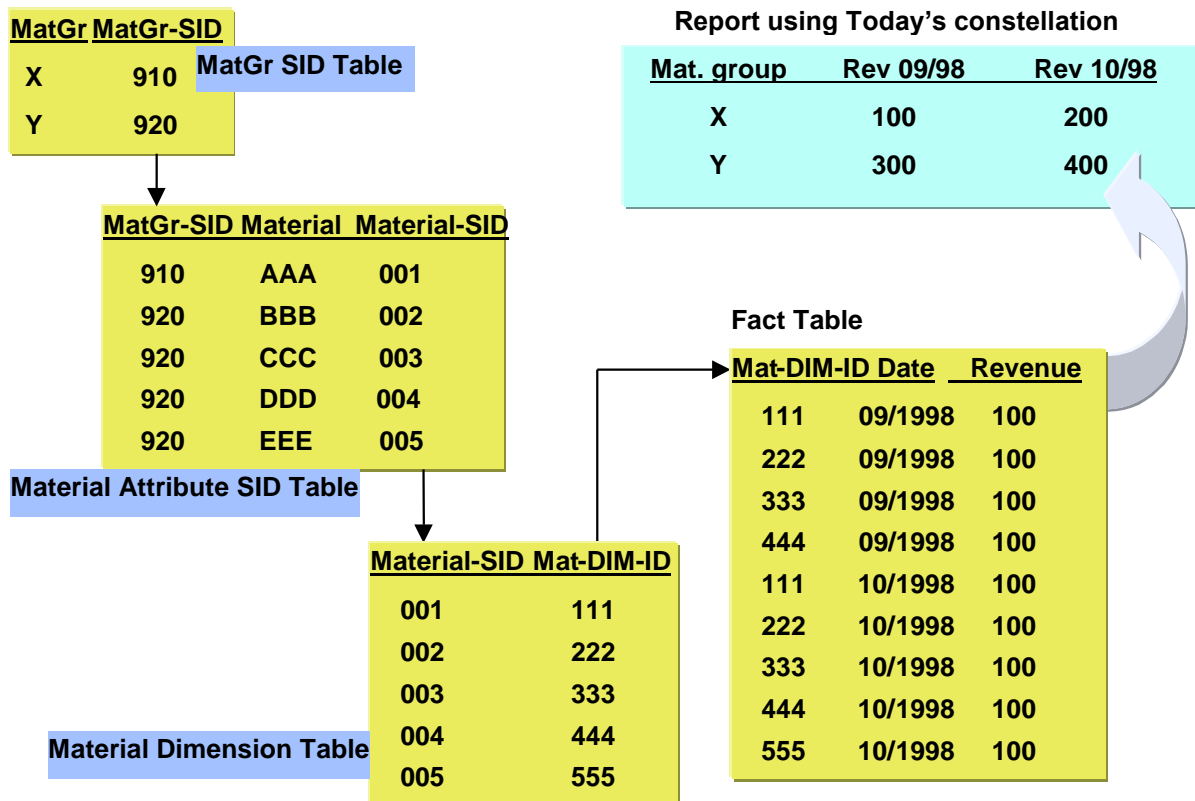 MatGr MatGr-SID
X 910
Y 920
MatGr SID Table
MatGr-SID Material Material-SID
910 AAA 001
920 BBB 002
920 CCC 003
920 DDD 004
920 EEE 005
Material Attribute SID Table
Material-SID Mat-DIM-ID
001 111
002 222
003 333
004 444
005 555
Material Dimension Table
Report using Today's constellation
Mat. group Rev 09/98 Rev 10/98
X 100 200
Y 300 400
Fact Table
Mat-DIM-ID Date Revenue
111 09/1998 100
222 09/1998 100
333 09/1998 100
444 09/1998 100
111 10/1998 100
222 10/1998 100
333 10/1998 100
444 10/1998 100
555 10/1998 100